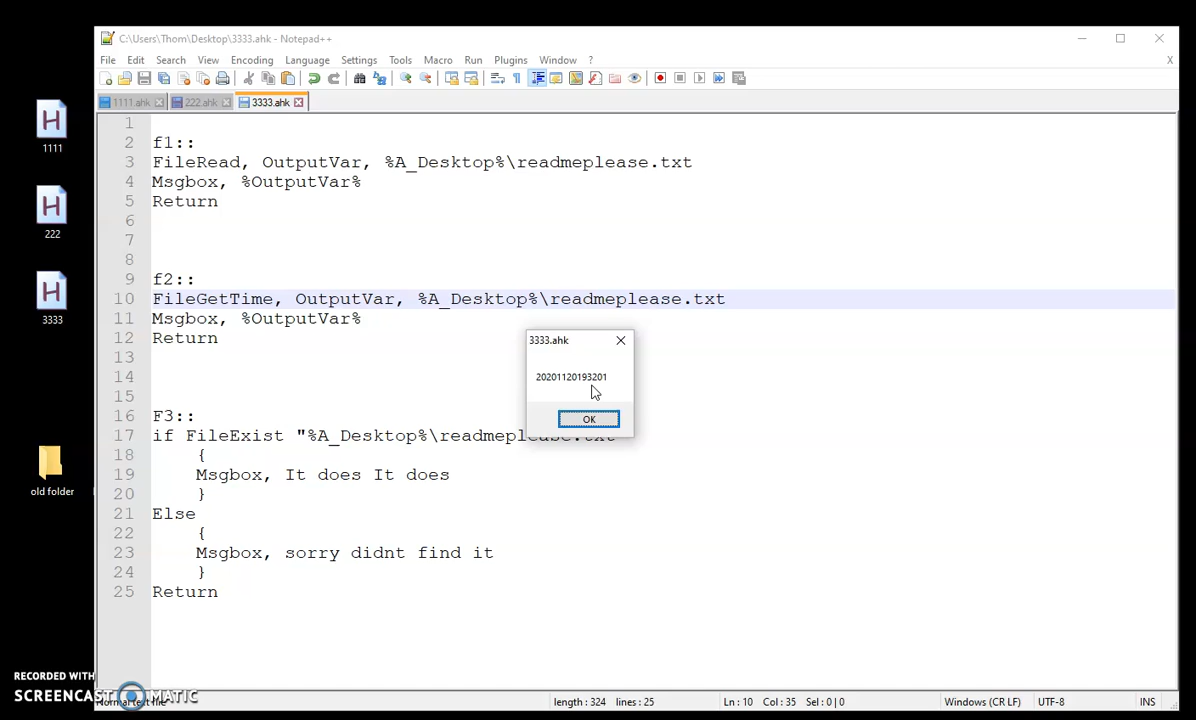 C:\Users\Thom\Desktop\3333.ahk - Notepad++
File Edit Search View Encoding Language Settings Tools Macro Run Plugins Window ?
X
1111.ahk 222.ahk 3333.ahk
1
2 f1::
3 FileRead, OutputVar, %A_Desktop%\readmeplease.txt
4 Msgbox, %OutputVar%
5 Return
6
7
8
9 f2::
10 FileGetTime, OutputVar, %A_Desktop%\readmeplease.txt
11 Msgbox, %OutputVar%
12 Return
13
14
15
16 F3::
17 if FileExist "%A_Desktop%\readmeplease.txt
18 {
19 Msgbox, It does It does
20 }
21 Else
22 {
23 Msgbox, sorry didnt find it
24 }
25 Return
3333.ahk
20201120193201
OK
1111
222
3333
old folder
RECORDED WITH
SCREENCAST MATIC
Normal text file
length : 324 lines : 25 Ln : 10 Col : 35 Sel : 0 | 0 Windows (CR LF) UTF-8 INS